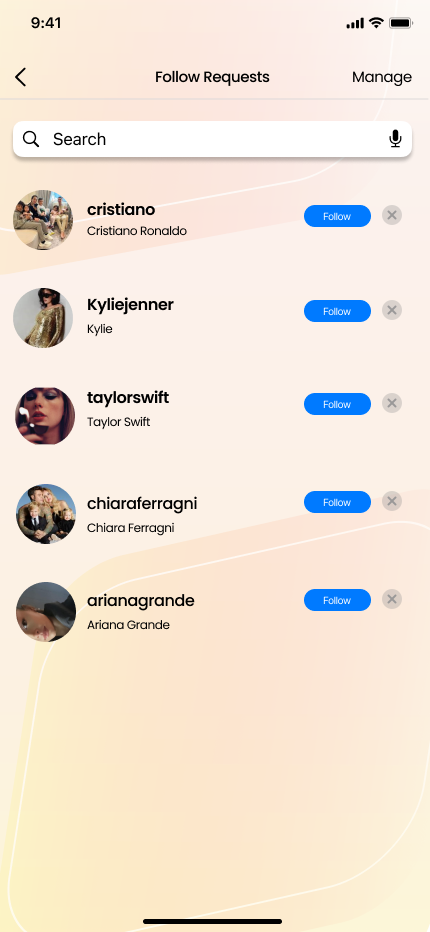 9:41
Follow Requests
Manage
Search
cristiano
Cristiano Ronaldo
Follow
Kyliejenner
Kylie
Follow
taylorswift
Taylor Swift
Follow
chiaraferragni
Chiara Ferragni
Follow
arianagrande
Ariana Grande
Follow